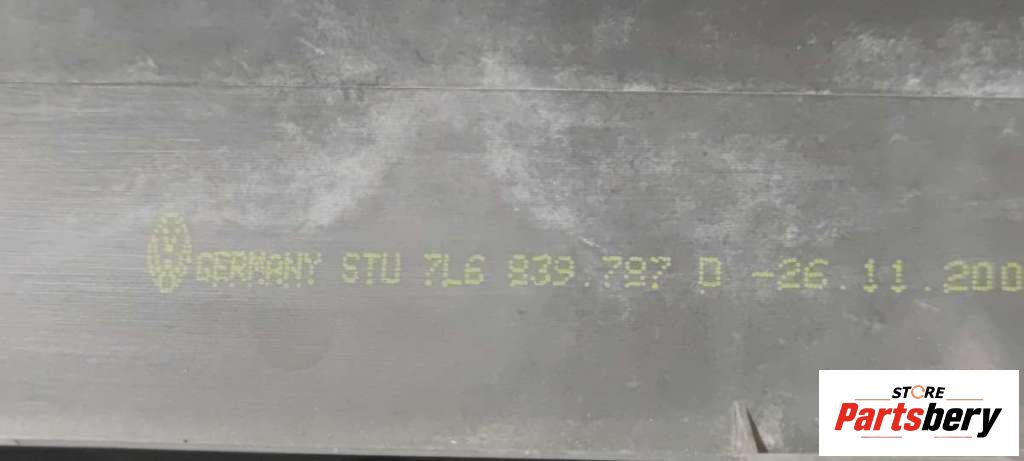 GERMANY STU 7L6 839.797 D -26.11.200
STORE
Partsbery